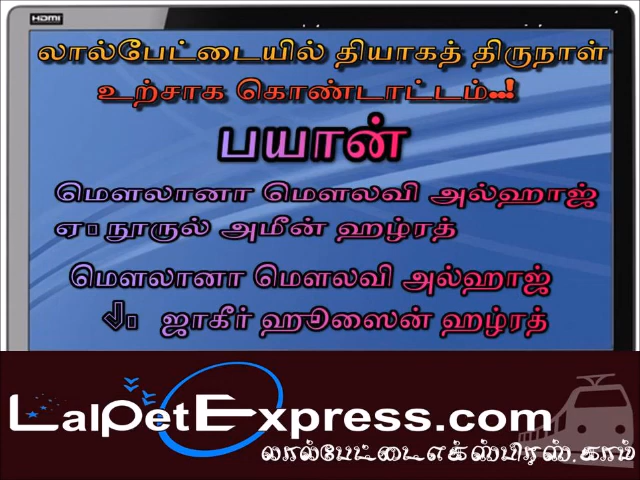 HDMI
லால்பேட்டையில் தியாகத் திருநாள்
உற்சாக கொண்டாட்டம்...!
பயான்
மௌலானா மௌலவி அல்ஹாஜ்
ஏ. நூருல் அமீன் ஹழ்ரத்
மௌலானா மௌலவி அல்ஹாஜ்
ஜாகீர் ஹூஸைன் ஹழ்ரத்
LalpetExpress.com
லால்பேட்டைஎக்ஸ்பிரஸ்.காம்